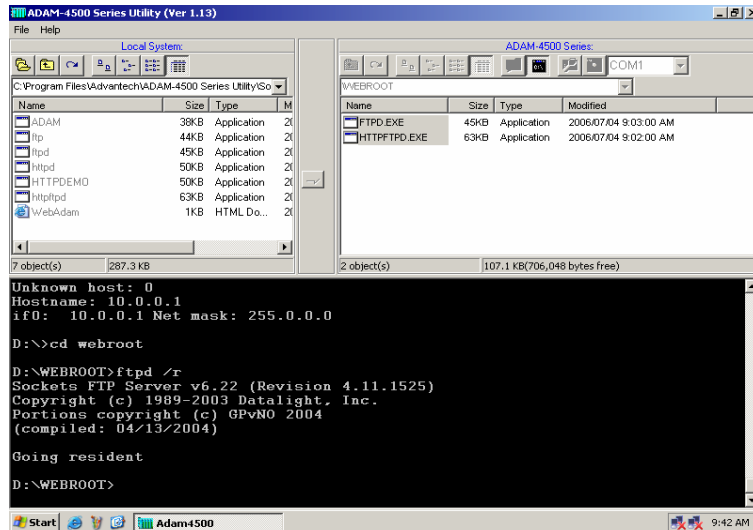 ADAM-4500 Series Utility (Ver 1.13)
File Help
Local System:
C:\Program Files\Advantech\ADAM-4500 Series Utility\So
Name Size Type M
ADAM 38KB Application 20
ftp 44KB Application 20
ftpd 45KB Application 20
httpd 50KB Application 20
HTTPDEMO 50KB Application 20
httpftpd 63KB Application 20
WebAdam 1KB HTML Do... 20
7 object(s) 287.3 KB
ADAM-4500 Series:
COM1
\WEBROOT
Name Size Type Modified
FTPD.EXE 45KB Application 2006/07/04 9:03:00 AM
HTTPFTPD.EXE 63KB Application 2006/07/04 9:02:00 AM
2 object(s) 107.1 KB(706,048 bytes free)
Unknown host: 0
Hostname: 10.0.0.1
if0: 10.0.0.1 Net mask: 255.0.0.0
D:\>cd webroot
D:\WEBROOT>ftpd /r
Sockets FTP Server v6.22 (Revision 4.11.1525)
Copyright (c) 1989-2003 Datalight, Inc.
Portions copyright (c) GPvNO 2004
(compiled: 04/13/2004)
Going resident
D:\WEBROOT>
Start Adam4500 9:42 AM